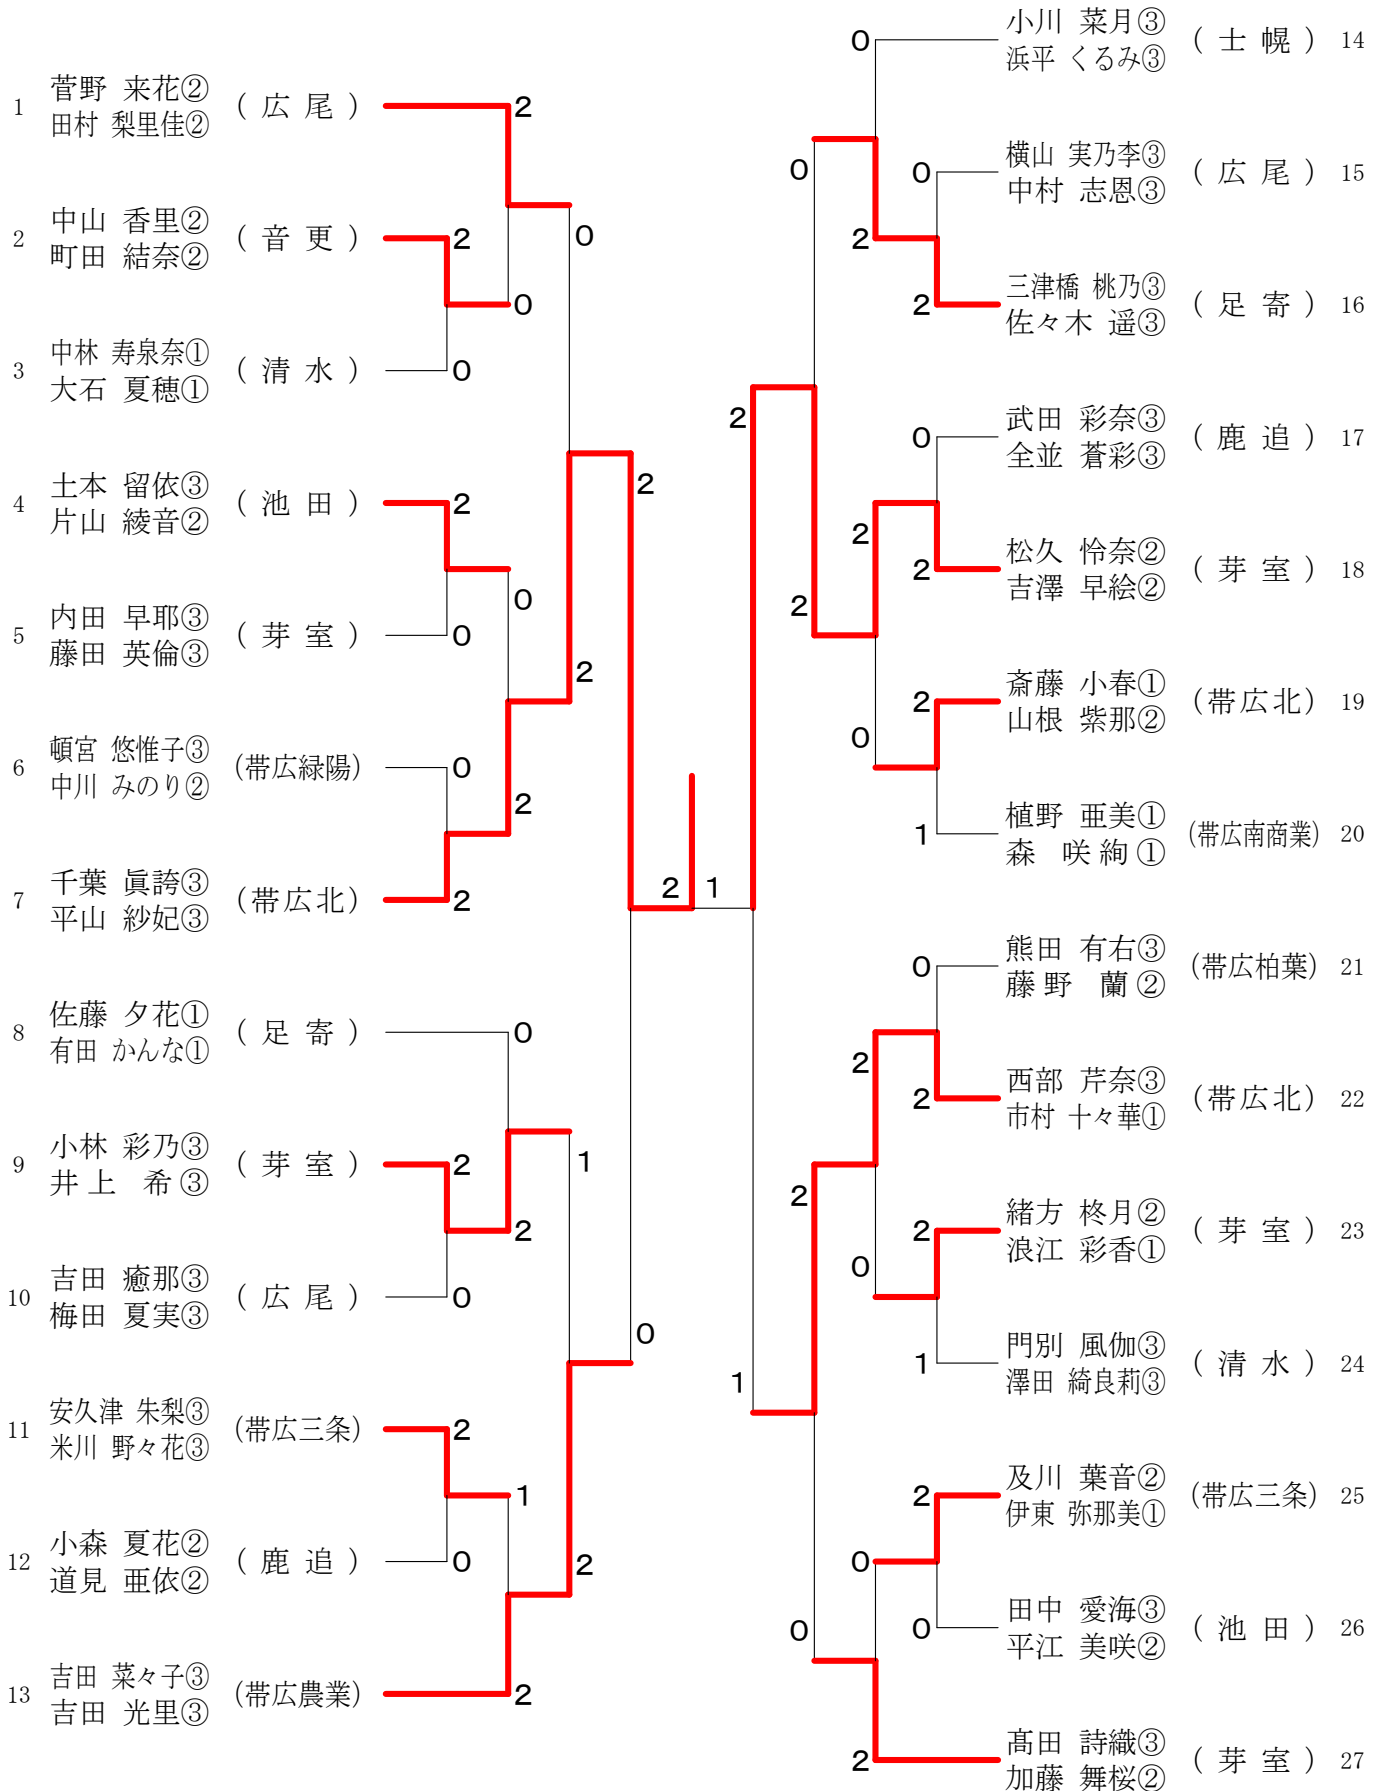 1 菅野 来花② 田村 梨里佳② ( 広 尾 ) 2
2 中山 香里② 町田 結奈② ( 音 更 ) 2
0
0
3 中林 寿泉奈① 大石 夏穂① ( 清 水 ) 0
4 土本 留依③ 片山 綾音② ( 池 田 ) 2
2
0
5 内田 早耶③ 藤田 英倫③ ( 芽 室 ) 0
2
6 頓宮 悠惟子③ 中川 みのり② (帯広緑陽) 0
2
7 千葉 眞誇③ 平山 紗妃③ (帯広北) 2
2 1
8 佐藤 夕花① 有田 かんな① ( 足 寄 ) 0
9 小林 彩乃③ 井上 希③ ( 芽 室 ) 2
1
2
10 吉田 癒那③ 梅田 夏実③ ( 広 尾 ) 0
0
11 安久津 朱梨③ 米川 野々花③ (帯広三条) 2
1
12 小森 夏花② 道見 亜依② ( 鹿 追 ) 0
2
13 吉田 菜々子③ 吉田 光里③ (帯広農業) 2
0 小川 菜月③ 浜平 くるみ③ ( 士 幌 ) 14
0
0 横山 実乃李③ 中村 志恩③ ( 広 尾 ) 15
2
2 三津橋 桃乃③ 佐々木 遥③ ( 足 寄 ) 16
2
0 武田 彩奈③ 全並 蒼彩③ ( 鹿 追 ) 17
2
2 松久 怜奈② 吉澤 早絵② ( 芽 室 ) 18
2
2 斎藤 小春① 山根 紫那② (帯広北) 19
0
1 植野 亜美① 森 咲絢① (帯広南商業) 20
0 熊田 有右③ 藤野 蘭② (帯広柏葉) 21
2
2 西部 芹奈③ 市村 十々華① (帯広北) 22
2
2 緒方 柊月② 浪江 彩香① ( 芽 室 ) 23
0
1 門別 風伽③ 澤田 綺良莉③ ( 清 水 ) 24
1
2 及川 葉音② 伊東 弥那美① (帯広三条) 25
0
0 田中 愛海③ 平江 美咲② ( 池 田 ) 26
0
2 髙田 詩織③ 加藤 舞桜② ( 芽 室 ) 27